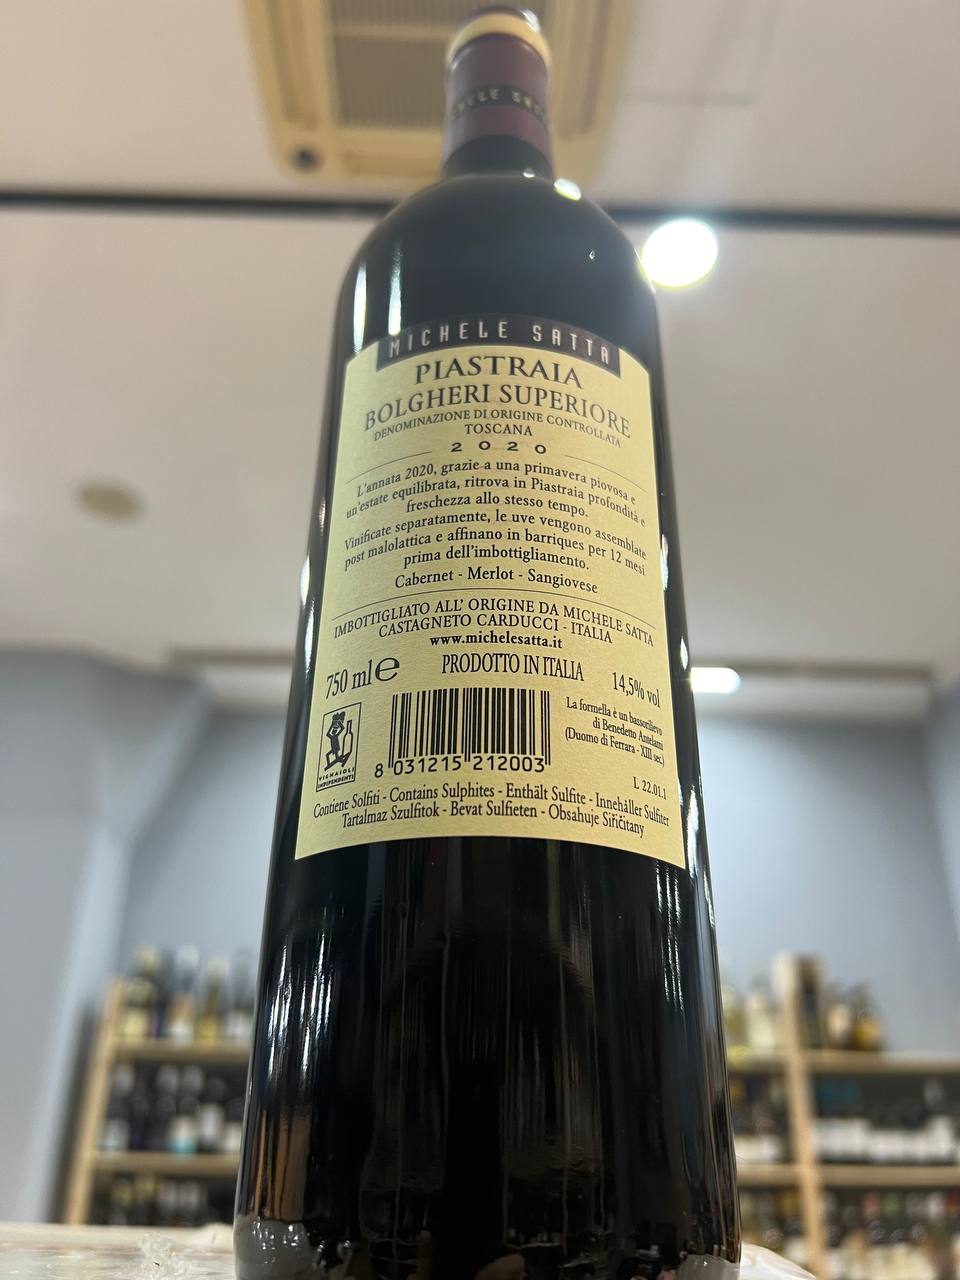 MICHELE SATTA
PIASTRAIA
BOLGHERI SUPERIORE
DENOMINAZIONE DI ORIGINE CONTROLLATA
TOSCANA
2020
L'annata 2020, grazie a una primavera piovosa e
un'estate equilibrata, ritrova in Piastraia profondità e
freschezza allo stesso tempo.
Vinificate separatamente, le uve vengono assemblate
post malolattica e affinano in barriques per 12 mesi
prima dell'imbottigliamento.
Cabernet - Merlot - Sangiovese
IMBOTTIGLIATO ALL' ORIGINE DA MICHELE SATTA
CASTAGNETO CARDUCCI - ITALIA
www.michelesatta.it
750 ml e PRODOTTO IN ITALIA 14,5% vol
La formella è un bassorilievo
di Benedetto Antelami
(Duomo di Ferrara - XIII sec.)
VIGNAIOLI
INDIPENDENTI
8 031215 212003
L 22.01.1
Contiene Solfiti - Contains Sulphites - Enthält Sulfite - Innehåller Sulfiter
Tartalmaz Szulfitok - Bevat Sulfieten - Obsahuje Siřičitany